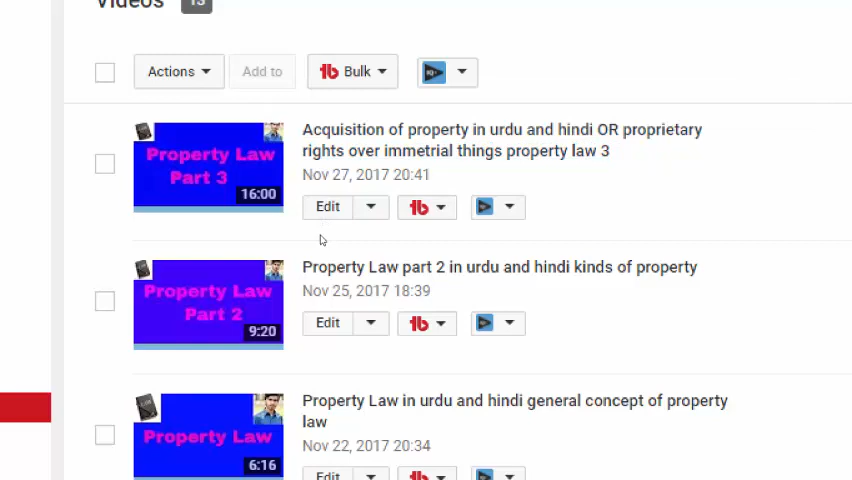 Videos 13
Actions Add to Bulk
Property Law
Part 3
16:00
Acquisition of property in urdu and hindi OR proprietary
rights over immetrial things property law 3
Nov 27, 2017 20:41
Edit
Property Law
Part 2
9:20
Property Law part 2 in urdu and hindi kinds of property
Nov 25, 2017 18:39
Edit
Property Law
6:16
Property Law in urdu and hindi general concept of property
law
Nov 22, 2017 20:34
Edit